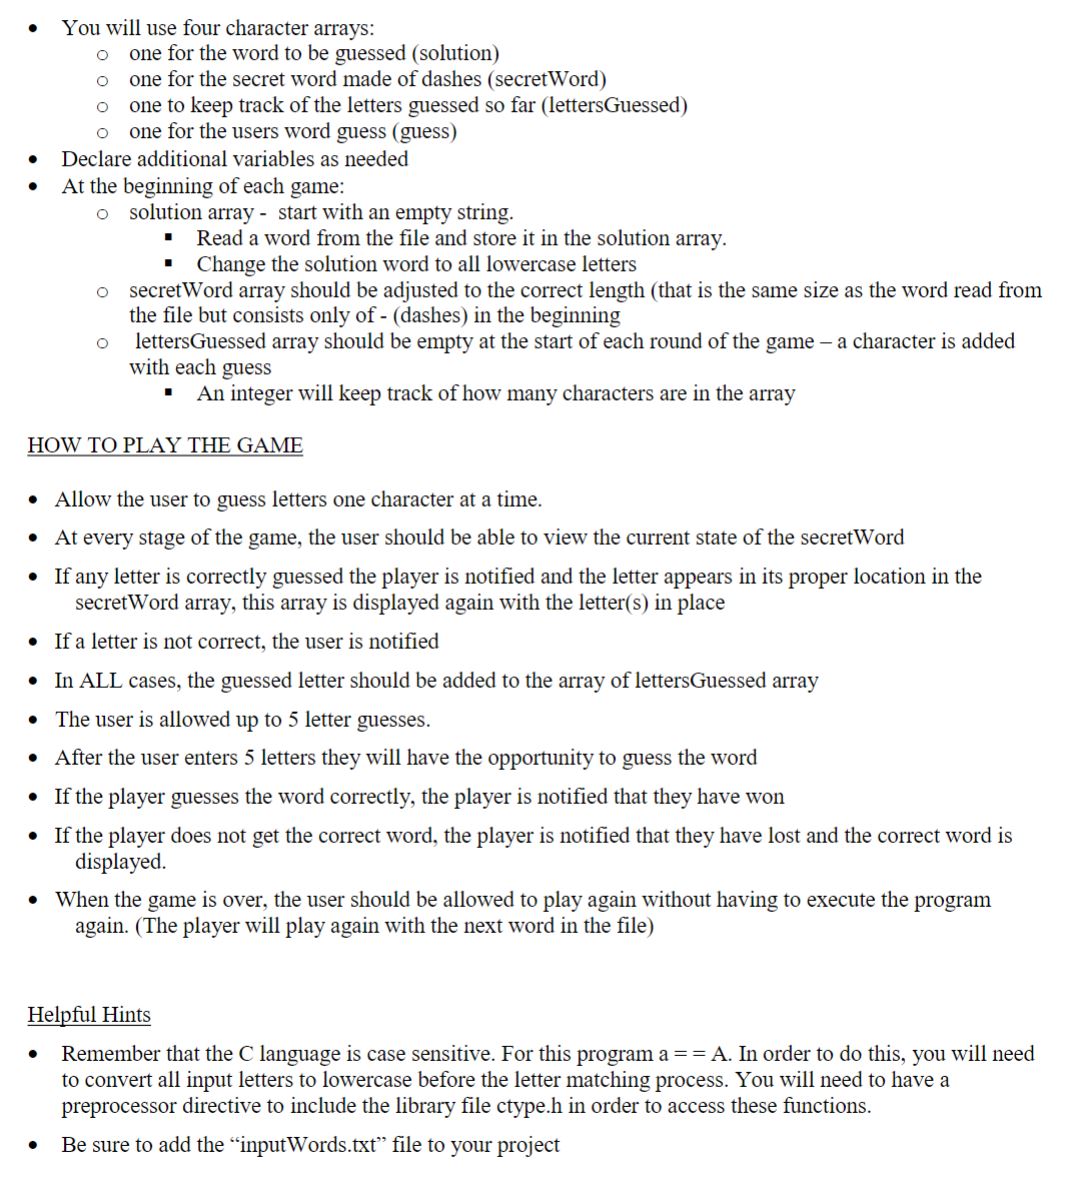 • You will use four character arrays:
o one for the word to be guessed (solution)
o one for the secret word made of dashes (secretWord)
o one to keep track of the letters guessed so far (lettersGuessed)
o one for the users word guess (guess)
• Declare additional variables as needed
• At the beginning of each game:
o solution array - start with an empty string.
▪ Read a word from the file and store it in the solution array.
▪ Change the solution word to all lowercase letters
o secretWord array should be adjusted to the correct length (that is the same size as the word read from
the file but consists only of - (dashes) in the beginning
o lettersGuessed array should be empty at the start of each round of the game – a character is added
with each guess
▪ An integer will keep track of how many characters are in the array
HOW TO PLAY THE GAME
• Allow the user to guess letters one character at a time.
• At every stage of the game, the user should be able to view the current state of the secretWord
• If any letter is correctly guessed the player is notified and the letter appears in its proper location in the
secretWord array, this array is displayed again with the letter(s) in place
• If a letter is not correct, the user is notified
• In ALL cases, the guessed letter should be added to the array of lettersGuessed array
• The user is allowed up to 5 letter guesses.
• After the user enters 5 letters they will have the opportunity to guess the word
• If the player guesses the word correctly, the player is notified that they have won
• If the player does not get the correct word, the player is notified that they have lost and the correct word is
displayed.
• When the game is over, the user should be allowed to play again without having to execute the program
again. (The player will play again with the next word in the file)
Helpful Hints
• Remember that the C language is case sensitive. For this program a = = A. In order to do this, you will need
to convert all input letters to lowercase before the letter matching process. You will need to have a
preprocessor directive to include the library file ctype.h in order to access these functions.
• Be sure to add the “inputWords.txt” file to your project